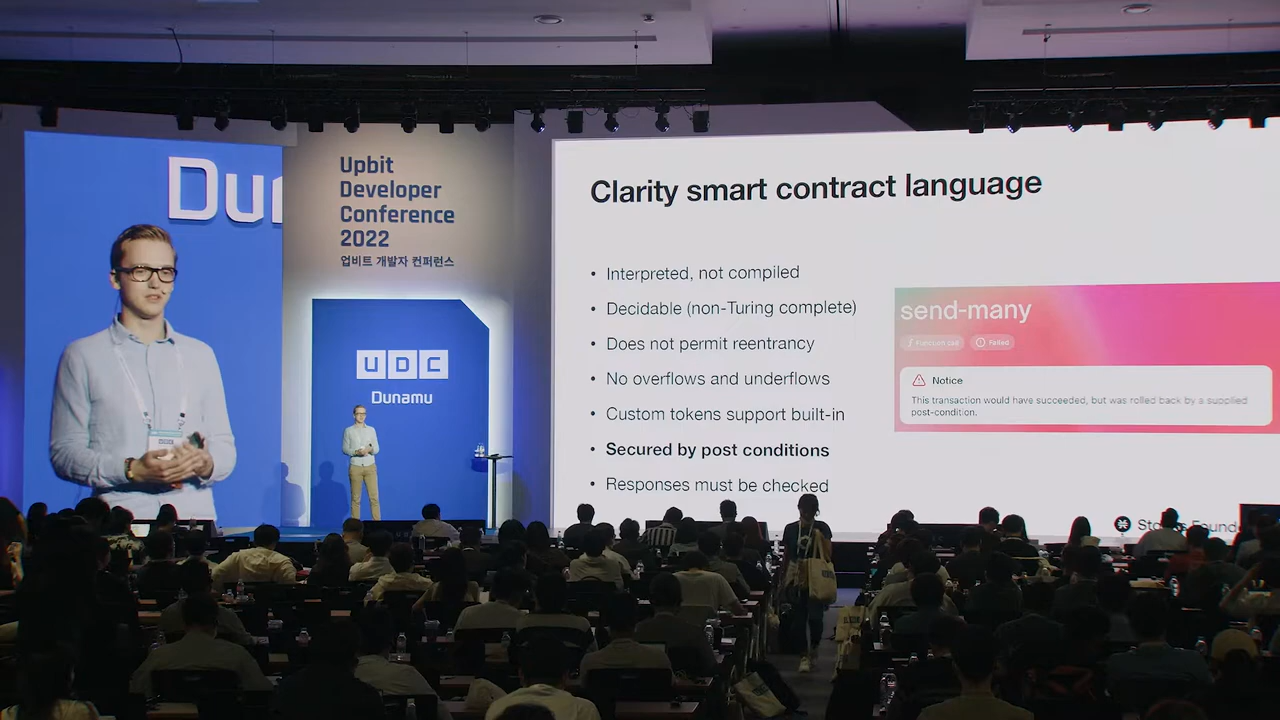 Dun
Upbit
Developer
Conference
2022
업비트 개발자 컨퍼런스
UDC
Dunamu
Clarity smart contract language
• Interpreted, not compiled
• Decidable (non-Turing complete)
• Does not permit reentrancy
• No overflows and underflows
• Custom tokens support built-in
• Secured by post conditions
• Responses must be checked
send-many
Function call
Failed
Notice
This transaction would have succeeded, but was rolled back by a supplied
post-condition.
UDC